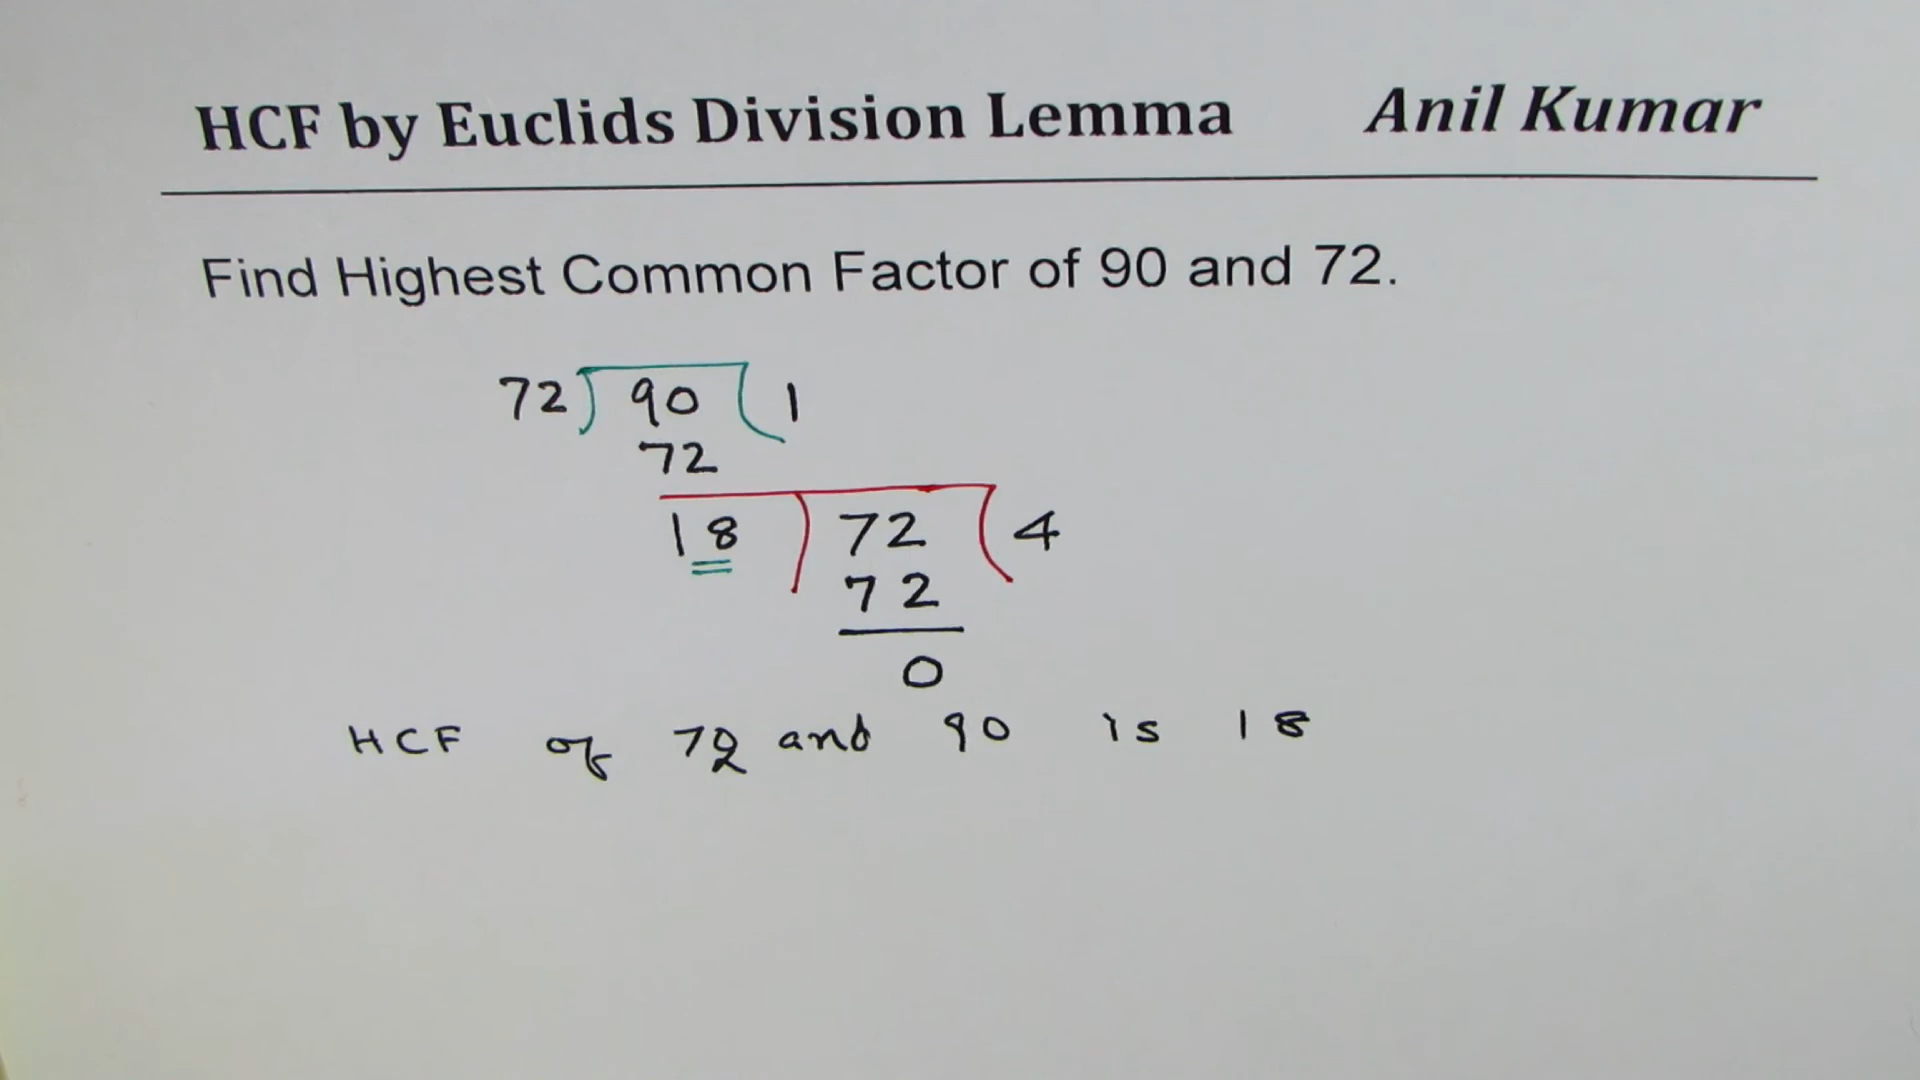 HCF by Euclids Division Lemma Anil Kumar
Find Highest Common Factor of 90 and 72.
72 ) 90 ( 1
72
18 ) 72 ( 4
72
0
HCF of 72 and 90 is 18